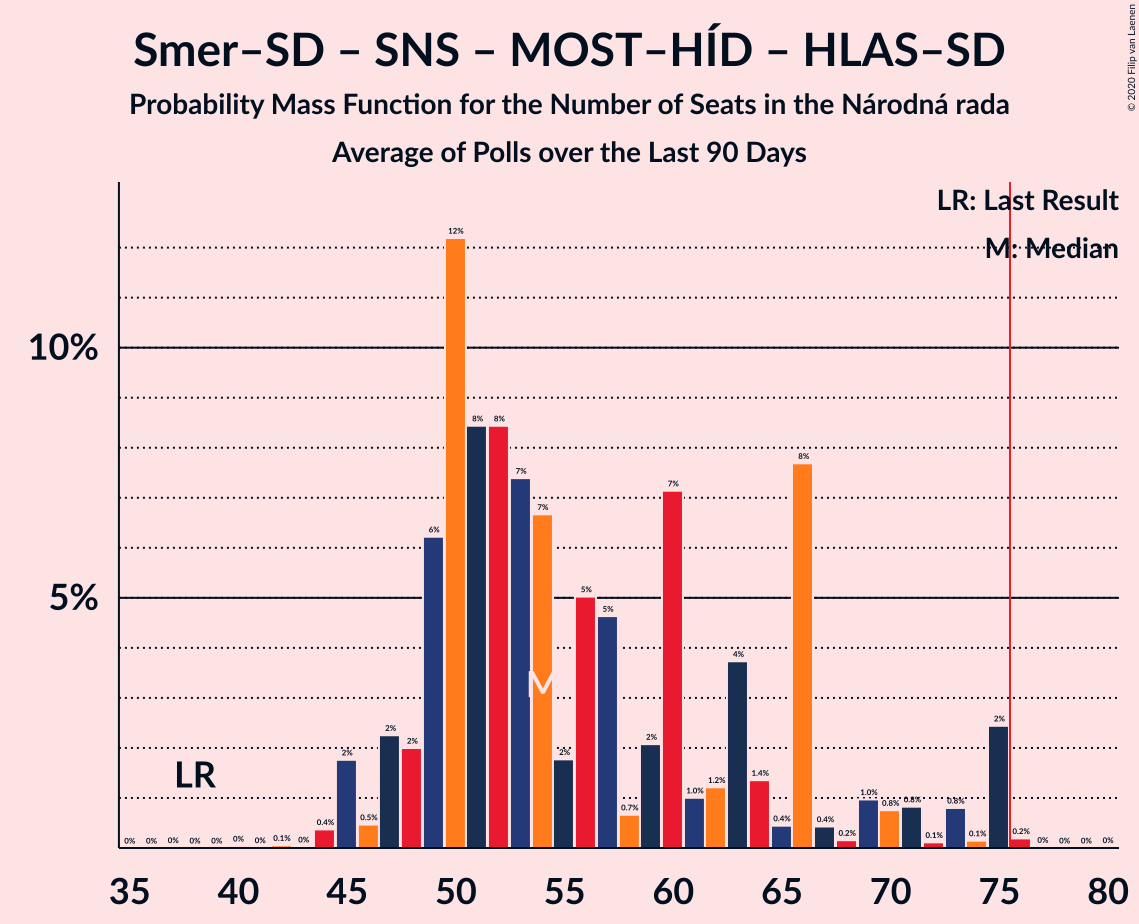 Smer–SD – SNS – MOST–HÍD – HLAS–SD
Probability Mass Function for the Number of Seats in the Národná rada
Average of Polls over the Last 90 Days
© 2020 Filip van Laenen
LR: Last Result
M: Median
10%
5%
LR
M
0% 0% 0% 0% 0% 0% 0% 0.1% 0% 0.4% 2% 0.5% 2% 2% 6% 12% 8% 8% 7% 7% 2% 5% 5% 0.7% 2% 7% 1.0% 1.2% 4% 1.4% 0.4% 8% 0.4% 0.2% 1.0% 0.8% 0.8% 0.1% 0.8% 0.1% 2% 0.2% 0% 0% 0% 0%
35 40 45 50 55 60 65 70 75 80